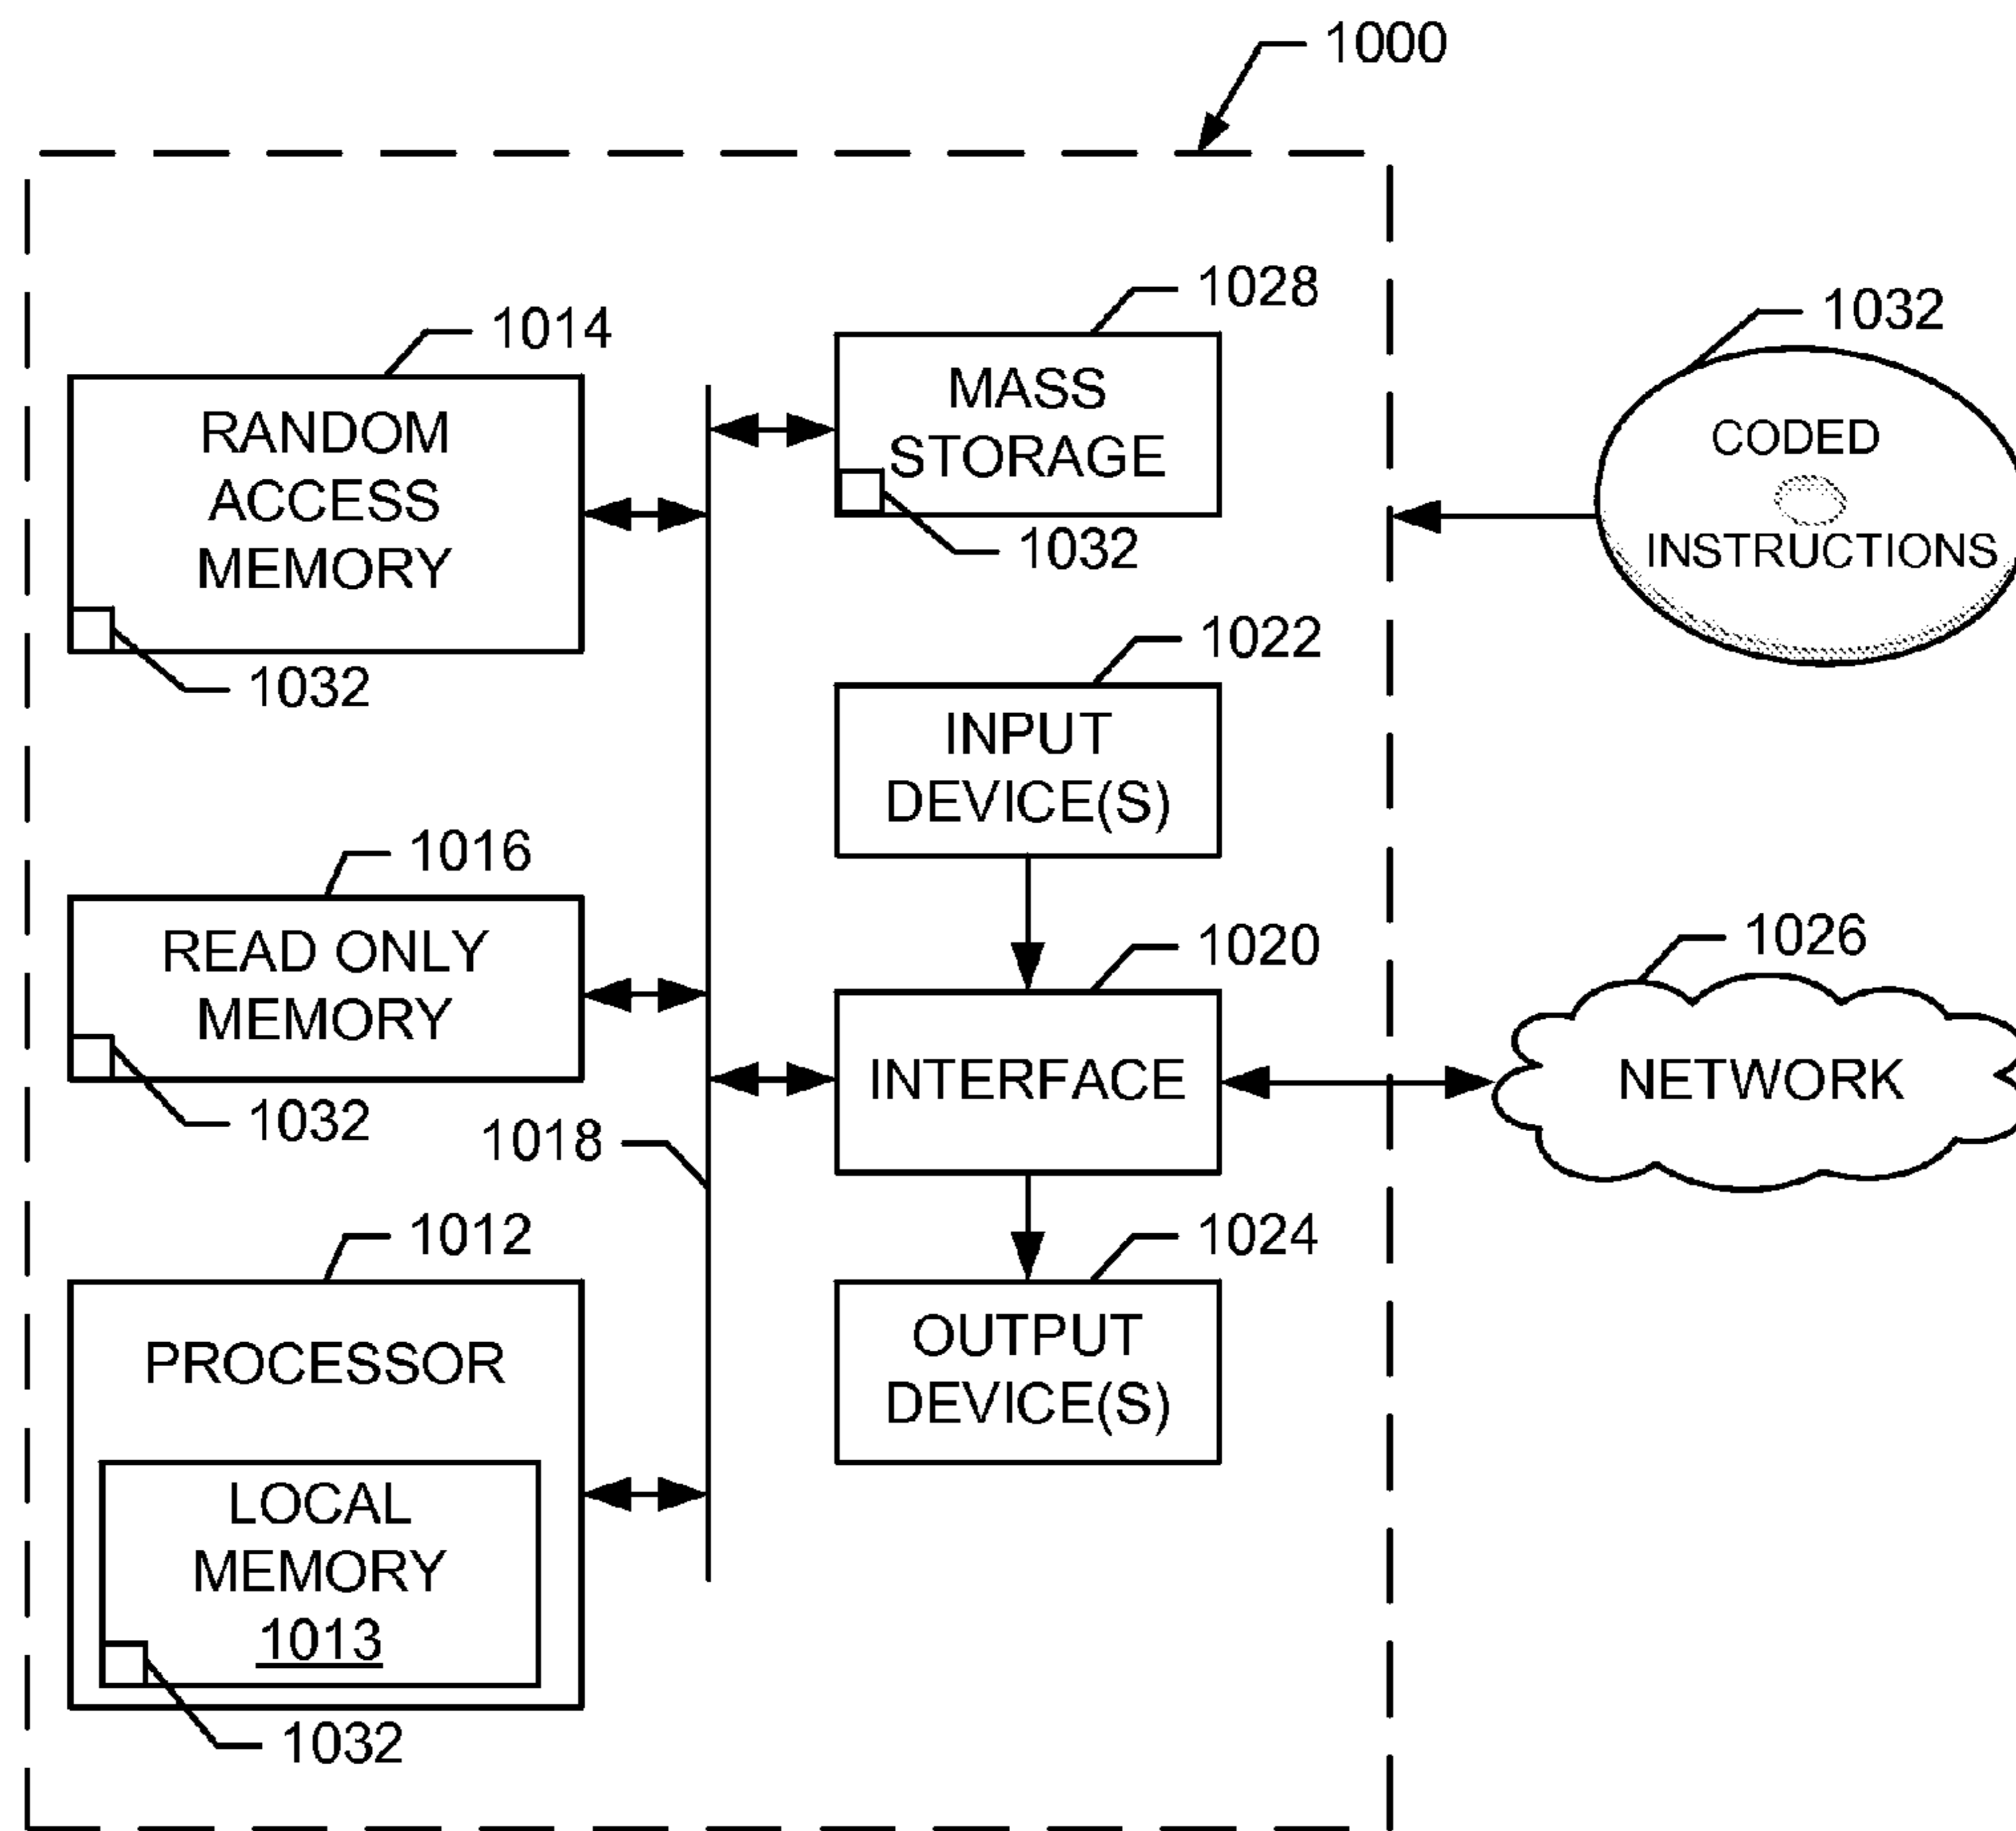 1000
1028
1014
1032
MASS
STORAGE
RANDOM
ACCESS
MEMORY
CODED
INSTRUCTIONS
1032
1032
1022
INPUT
DEVICE(S)
1016
READ ONLY
MEMORY
1020
1026
INTERFACE
NETWORK
1032
1018
1012
1024
PROCESSOR
OUTPUT
DEVICE(S)
LOCAL
MEMORY
1013
1032